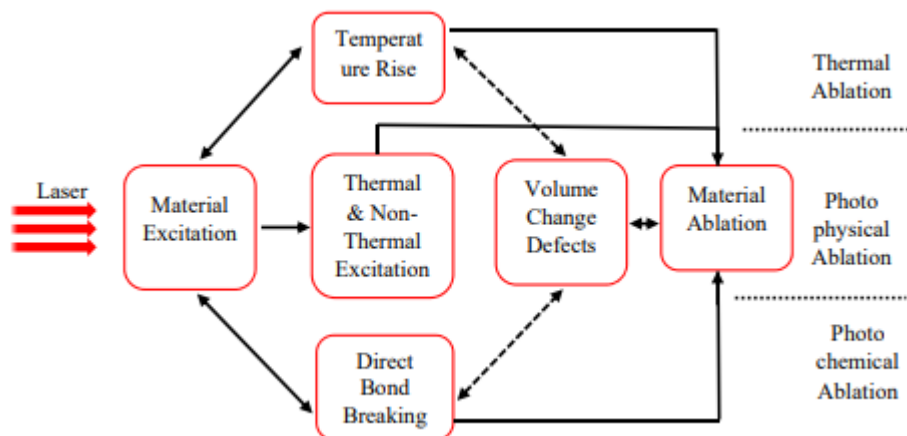 Temperat
ure Rise
Thermal
Ablation
Laser
Material
Excitation
Thermal
& Non-
Thermal
Excitation
Volume
Change
Defects
Material
Ablation
Photo
physical
Ablation
Direct
Bond
Breaking
Photo
chemical
Ablation